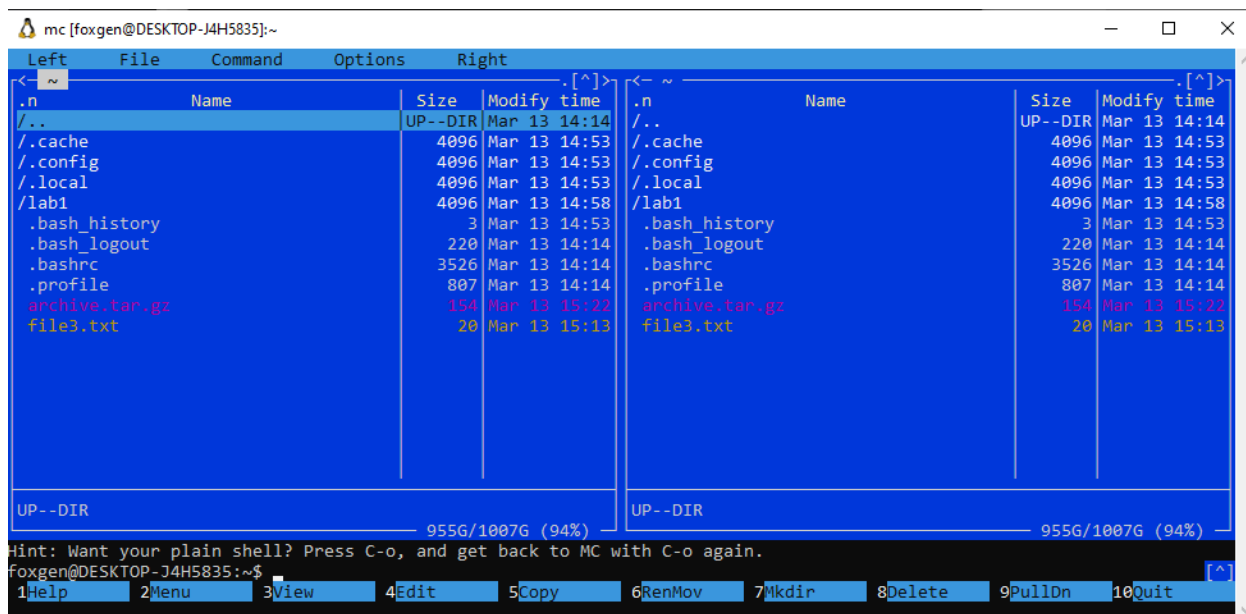 mc [foxgen@DESKTOP-J4H5835]:~
Left File Command Options Right
<─ ~ .[^]> <─ ~ .[^]>
.n Name Size Modify time .n Name Size Modify time
/.. UP--DIR Mar 13 14:14 /.. UP--DIR Mar 13 14:14
/.cache 4096 Mar 13 14:53 /.cache 4096 Mar 13 14:53
/.config 4096 Mar 13 14:53 /.config 4096 Mar 13 14:53
/.local 4096 Mar 13 14:53 /.local 4096 Mar 13 14:53
/lab1 4096 Mar 13 14:58 /lab1 4096 Mar 13 14:58
.bash_history 3 Mar 13 14:53 .bash_history 3 Mar 13 14:53
.bash_logout 220 Mar 13 14:14 .bash_logout 220 Mar 13 14:14
.bashrc 3526 Mar 13 14:14 .bashrc 3526 Mar 13 14:14
.profile 807 Mar 13 14:14 .profile 807 Mar 13 14:14
archive.tar.gz 154 Mar 13 15:22 archive.tar.gz 154 Mar 13 15:22
file3.txt 20 Mar 13 15:13 file3.txt 20 Mar 13 15:13
UP--DIR UP--DIR
955G/1007G (94%) 955G/1007G (94%)
Hint: Want your plain shell? Press C-o, and get back to MC with C-o again.
foxgen@DESKTOP-J4H5835:~$ [^]
1Help 2Menu 3View 4Edit 5Copy 6RenMov 7Mkdir 8Delete 9PullDn 10Quit